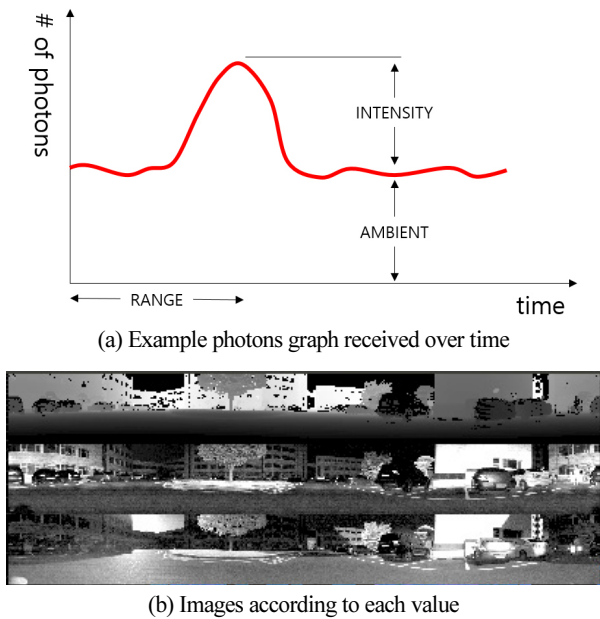 # of photons
INTENSITY
AMBIENT
RANGE
time
(a) Example photons graph received over time
(b) Images according to each value